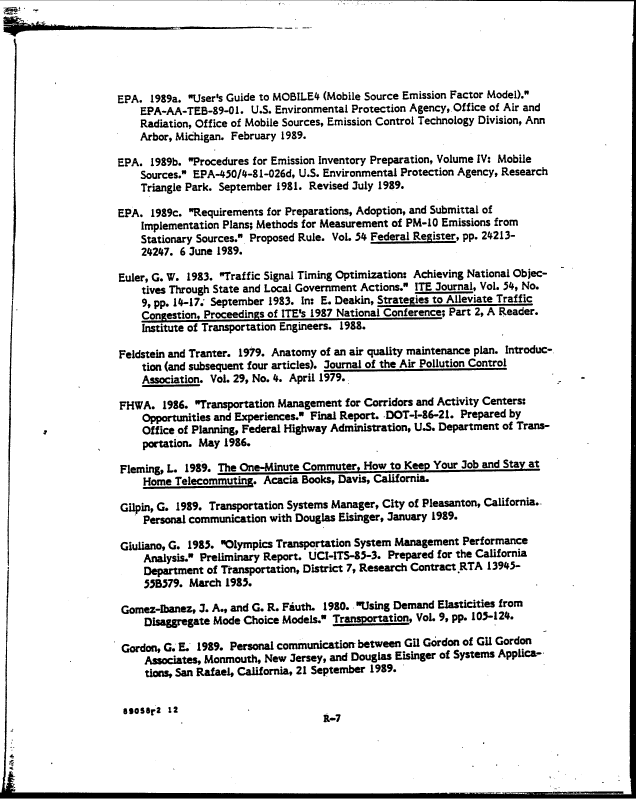 EPA. 1989a. "User's Guide to MOBILE4 (Mobile Source Emission Factor Model)."
EPA-AA-TEB-89-01. U.S. Environmental Protection Agency, Office of Air and
Radiation, Office of Mobile Sources, Emission Control Technology Division, Ann
Arbor, Michigan. February 1989.
EPA. 1989b. "Procedures for Emission Inventory Preparation, Volume IV: Mobile
Sources." EPA-450/4-81-026d, U.S. Environmental Protection Agency, Research
Triangle Park. September 1981. Revised July 1989.
EPA. 1989c. "Requirements for Preparations, Adoption, and Submittal of
Implementation Plans; Methods for Measurement of PM-10 Emissions from
Stationary Sources." Proposed Rule. Vol. 54 Federal Register, pp. 24213-
24247. 6 June 1989.
Euler, G. W. 1983. "Traffic Signal Timing Optimization: Achieving National Objec-
tives Through State and Local Government Actions." ITE Journal, Vol. 54, No.
9, pp. 14-17. September 1983. In: E. Deakin, Strategies to Alleviate Traffic
Congestion, Proceedings of ITE's 1987 National Conference; Part 2, A Reader.
Institute of Transportation Engineers. 1988.
Feldstein and Tranter. 1979. Anatomy of an air quality maintenance plan. Introduc-
tion (and subsequent four articles). Journal of the Air Pollution Control
Association. Vol. 29, No. 4. April 1979.
FHWA. 1986. "Transportation Management for Corridors and Activity Centers:
Opportunities and Experiences." Final Report. DOT-I-86-21. Prepared by
Office of Planning, Federal Highway Administration, U.S. Department of Trans-
portation. May 1986.
Fleming, L. 1989. The One-Minute Commuter, How to Keep Your Job and Stay at
Home Telecommuting. Acacia Books, Davis, California.
Gilpin, G. 1989. Transportation Systems Manager, City of Pleasanton, California.
Personal communication with Douglas Eisinger, January 1989.
Giuliano, G. 1985. "Olympics Transportation System Management Performance
Analysis." Preliminary Report. UCI-ITS-85-3. Prepared for the California
Department of Transportation, District 7, Research Contract RTA 13945-
55B579. March 1985.
Gomez-Ibanez, J. A., and G. R. Fauth. 1980. "Using Demand Elasticities from
Disaggregate Mode Choice Models." Transportation, Vol. 9, pp. 105-124.
Gordon, G. E. 1989. Personal communication between Gil Gordon of Gil Gordon
Associates, Monmouth, New Jersey, and Douglas Eisinger of Systems Applica-
tions, San Rafael, California, 21 September 1989.
89058r2 12
R-7